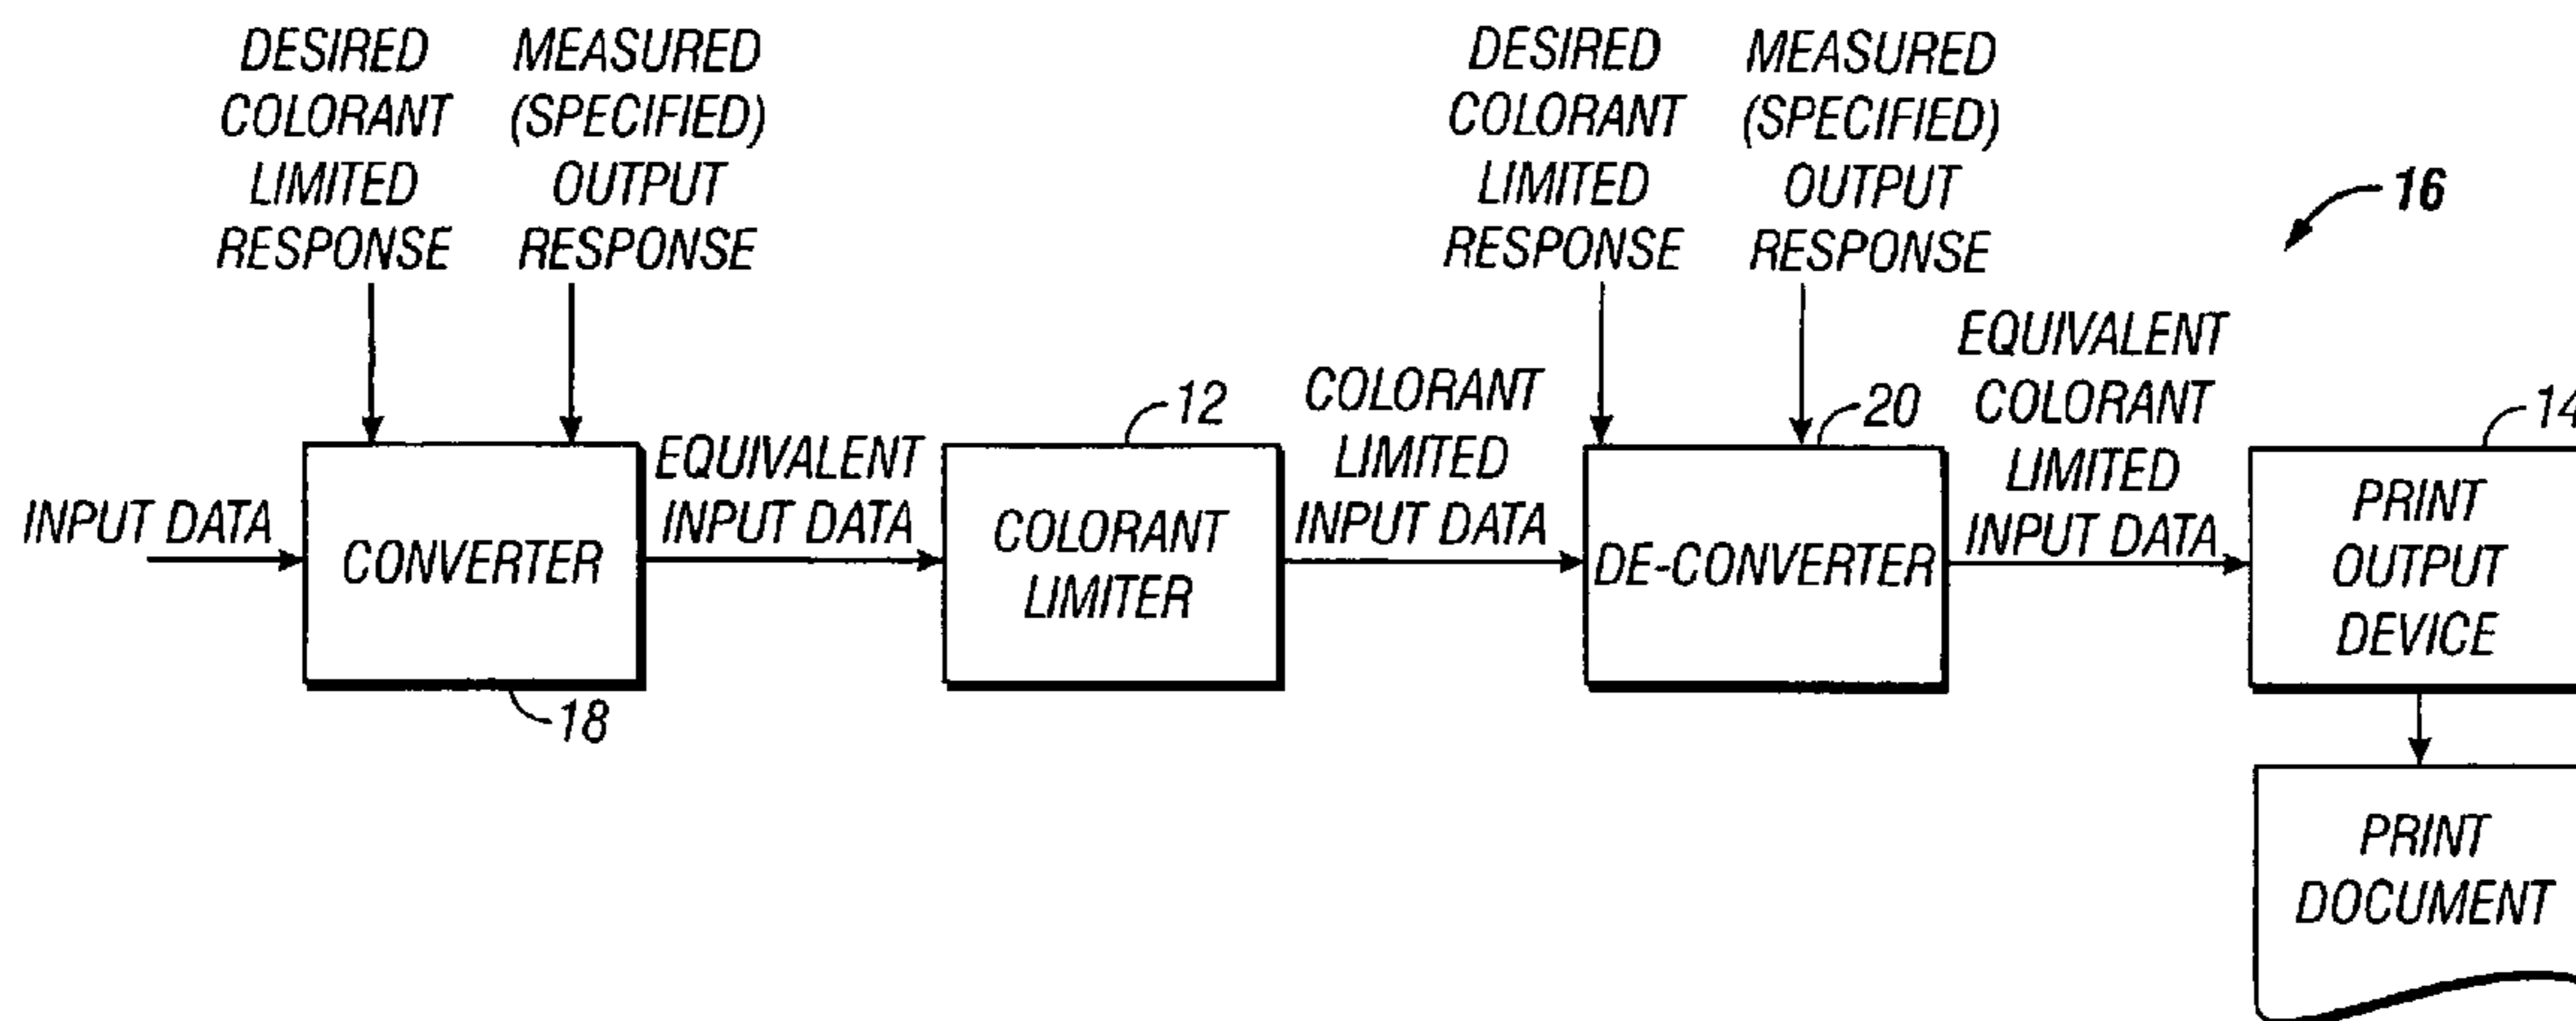 DESIRED
COLORANT
LIMITED
RESPONSE
MEASURED
(SPECIFIED)
OUTPUT
RESPONSE
DESIRED
COLORANT
LIMITED
RESPONSE
MEASURED
(SPECIFIED)
OUTPUT
RESPONSE
16
INPUT DATA
CONVERTER
18
EQUIVALENT
INPUT DATA
12
COLORANT
LIMITER
COLORANT
LIMITED
INPUT DATA
20
DE-CONVERTER
EQUIVALENT
COLORANT
LIMITED
INPUT DATA
14
PRINT
OUTPUT
DEVICE
PRINT
DOCUMENT